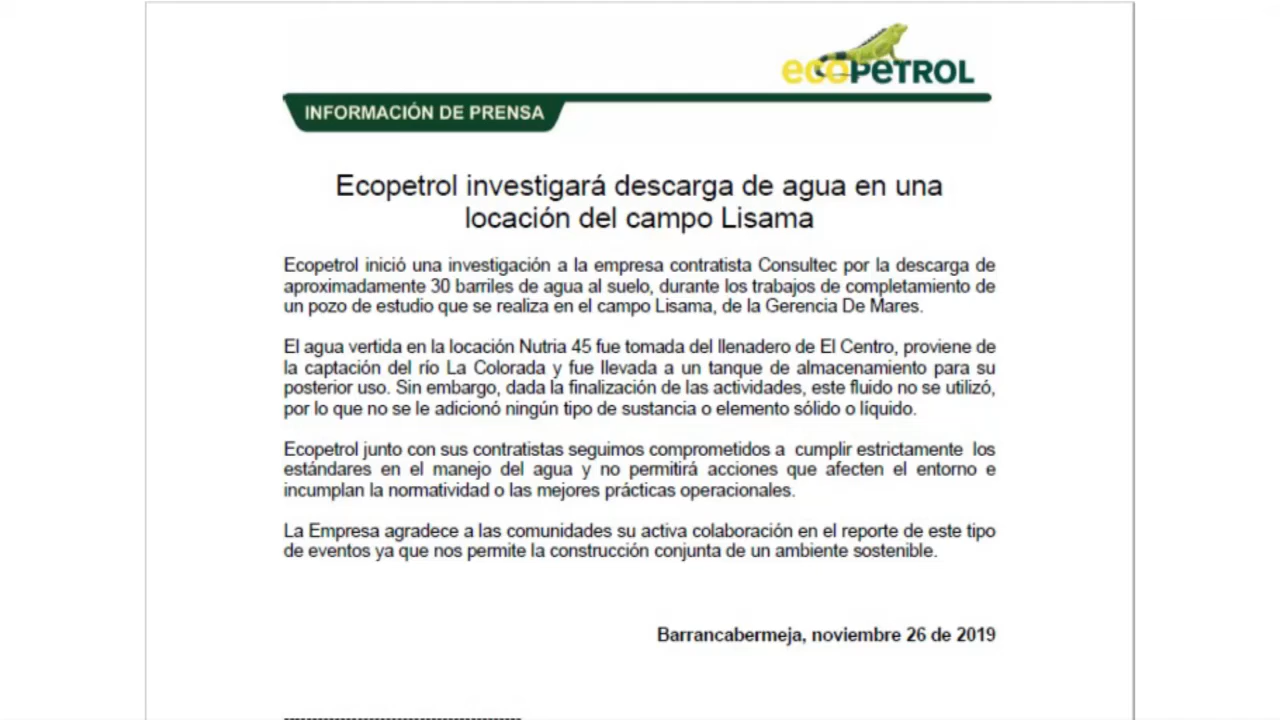 ecoPETROL
INFORMACIÓN DE PRENSA
Ecopetrol investigará descarga de agua en una
locación del campo Lisama
Ecopetrol inició una investigación a la empresa contratista Consultec por la descarga de
aproximadamente 30 barriles de agua al suelo, durante los trabajos de completamiento de
un pozo de estudio que se realiza en el campo Lisama, de la Gerencia De Mares.
El agua vertida en la locación Nutria 45 fue tomada del llenadero de El Centro, proviene de
la captación del río La Colorada y fue llevada a un tanque de almacenamiento para su
posterior uso. Sin embargo, dada la finalización de las actividades, este fluido no se utilizó,
por lo que no se le adicionó ningún tipo de sustancia o elemento sólido o líquido.
Ecopetrol junto con sus contratistas seguimos comprometidos a cumplir estrictamente los
estándares en el manejo del agua y no permitirá acciones que afecten el entorno e
incumplan la normatividad o las mejores prácticas operacionales.
La Empresa agradece a las comunidades su activa colaboración en el reporte de este tipo
de eventos ya que nos permite la construcción conjunta de un ambiente sostenible.
Barrancabermeja, noviembre 26 de 2019